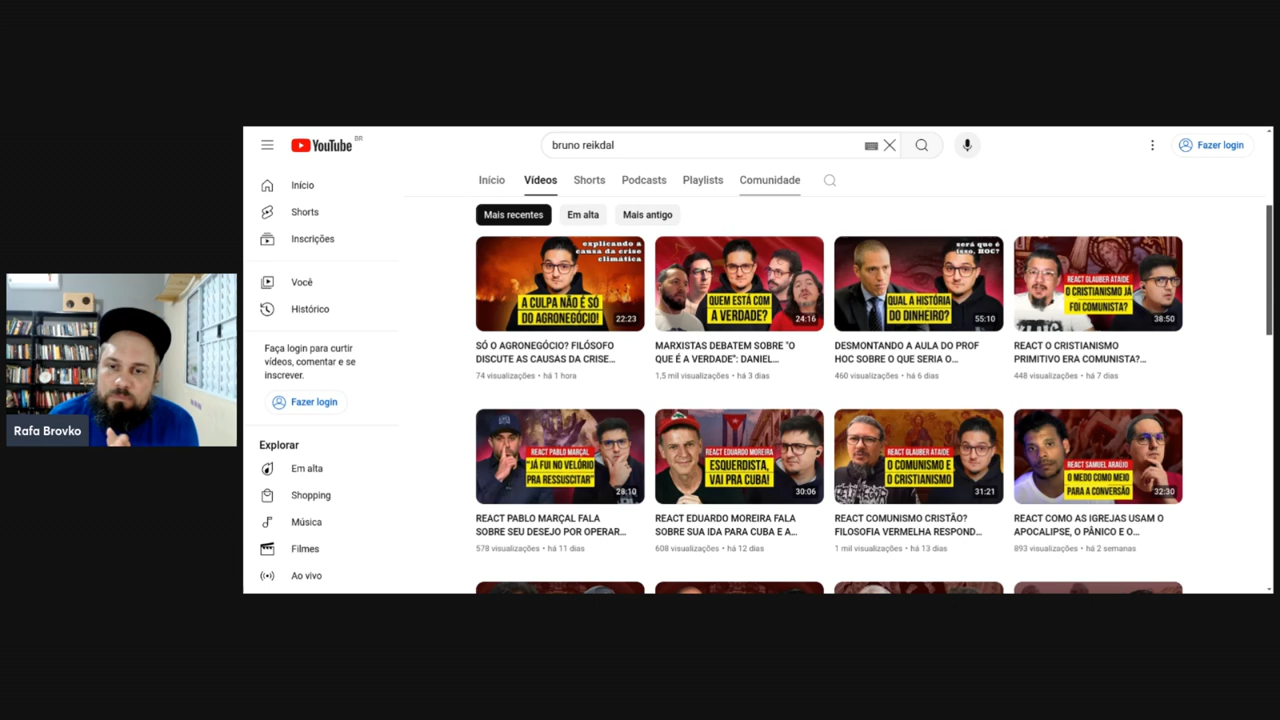 YouTube BR
bruno reikdal
Fazer login
Início
Shorts
Inscrições
Você
Histórico
Faça login para curtir
vídeos, comentar e se
inscrever.
Fazer login
Explorar
Em alta
Shopping
Música
Filmes
Ao vivo
Início Vídeos Shorts Podcasts Playlists Comunidade
Mais recentes Em alta Mais antigo
explicando a
causa da crise
climática
A CULPA NÃO É SÓ
DO AGRONEGÓCIO!
22:23
SÓ O AGRONEGÓCIO? FILÓSOFO
DISCUTE AS CAUSAS DA CRISE...
74 visualizações • há 1 hora
QUEM ESTÁ COM
A VERDADE?
24:16
MARXISTAS DEBATEM SOBRE "O
QUE É A VERDADE": DANIEL...
1,5 mil visualizações • há 3 dias
será que é
isso, HOC?
QUAL A HISTÓRIA
DO DINHEIRO?
55:10
DESMONTANDO A AULA DO PROF
HOC SOBRE O QUE SERIA O...
460 visualizações • há 6 dias
REACT GLAUBER ATAIDE
O CRISTIANISMO JÁ
FOI COMUNISTA?
38:50
REACT O CRISTIANISMO
PRIMITIVO ERA COMUNISTA?...
448 visualizações • há 7 dias
REACT PABLO MARÇAL
"JÁ FUI NO VELÓRIO
PRA RESSUSCITAR"
28:10
REACT PABLO MARÇAL FALA
SOBRE SEU DESEJO POR OPERAR...
578 visualizações • há 11 dias
REACT EDUARDO MOREIRA
ESQUERDISTA,
VAI PRA CUBA!
30:06
REACT EDUARDO MOREIRA FALA
SOBRE SUA IDA PARA CUBA E A...
608 visualizações • há 12 dias
REACT GLAUBER ATAIDE
O COMUNISMO E
O CRISTIANISMO
31:21
REACT COMUNISMO CRISTÃO?
FILOSOFIA VERMELHA RESPOND...
1 mil visualizações • há 13 dias
REACT SAMUEL ARAÚJO
O MEDO COMO MEIO
PARA A CONVERSÃO
32:30
REACT COMO AS IGREJAS USAM O
APOCALIPSE, O PÂNICO E O...
893 visualizações • há 2 semanas
Rafa Brovko